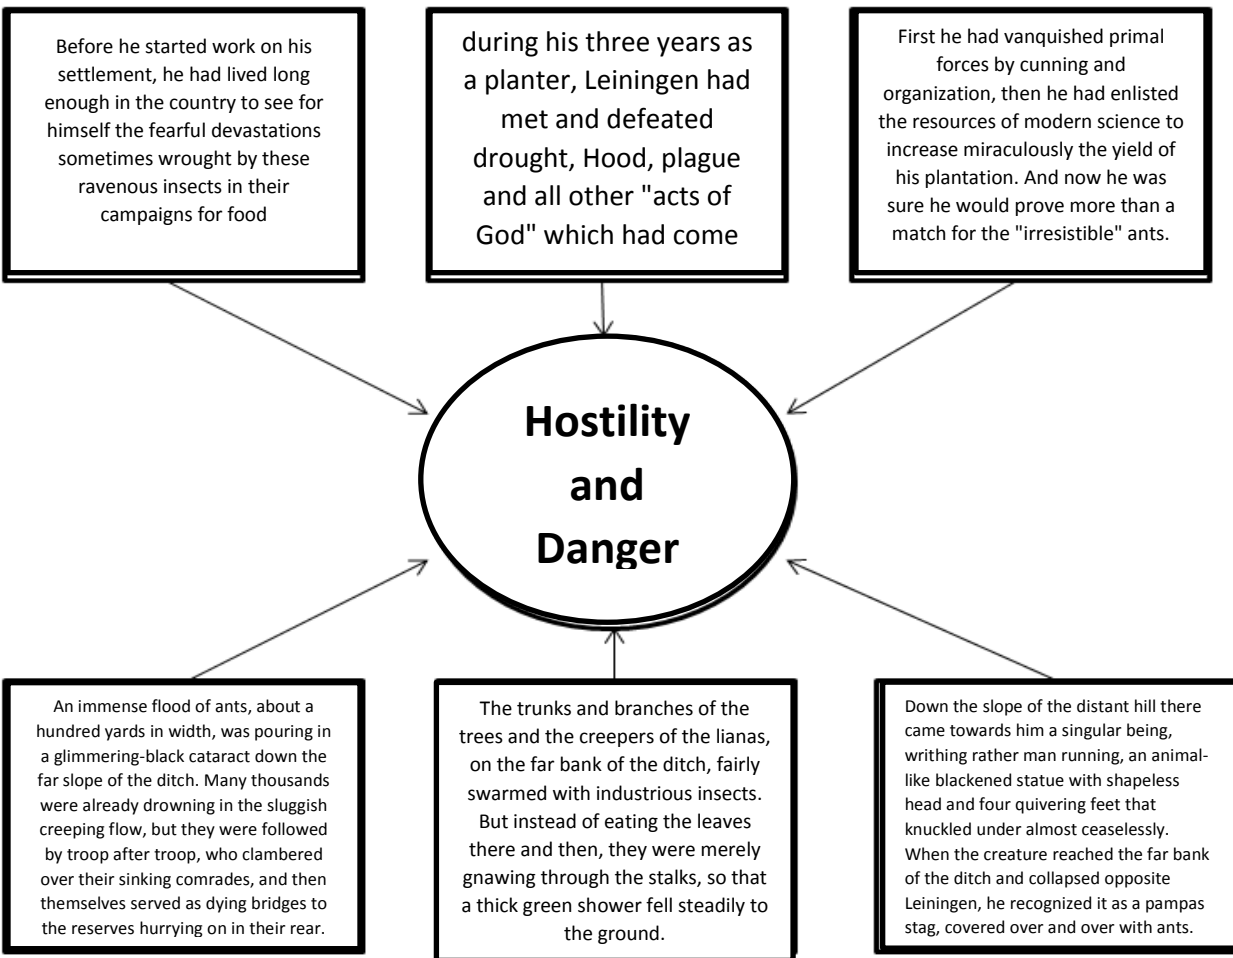 Before he started work on his
settlement, he had lived long
enough in the country to see for
himself the fearful devastations
sometimes wrought by these
ravenous insects in their
campaigns for food
during his three years as
a planter, Leiningen had
met and defeated
drought, Hood, plague
and all other "acts of
God" which had come
First he had vanquished primal
forces by cunning and
organization, then he had enlisted
the resources of modern science to
increase miraculously the yield of
his plantation. And now he was
sure he would prove more than a
match for the "irresistible" ants.
Hostility
and
Danger
An immense flood of ants, about a
hundred yards in width, was pouring in
a glimmering-black cataract down the
far slope of the ditch. Many thousands
were already drowning in the sluggish
creeping flow, but they were followed
by troop after troop, who clambered
over their sinking comrades, and then
themselves served as dying bridges to
the reserves hurrying on in their rear.
The trunks and branches of the
trees and the creepers of the lianas,
on the far bank of the ditch, fairly
swarmed with industrious insects.
But instead of eating the leaves
there and then, they were merely
gnawing through the stalks, so that
a thick green shower fell steadily to
the ground.
Down the slope of the distant hill there
came towards him a singular being,
writhing rather man running, an animal-
like blackened statue with shapeless
head and four quivering feet that
knuckled under almost ceaselessly.
When the creature reached the far bank
of the ditch and collapsed opposite
Leiningen, he recognized it as a pampas
stag, covered over and over with ants.